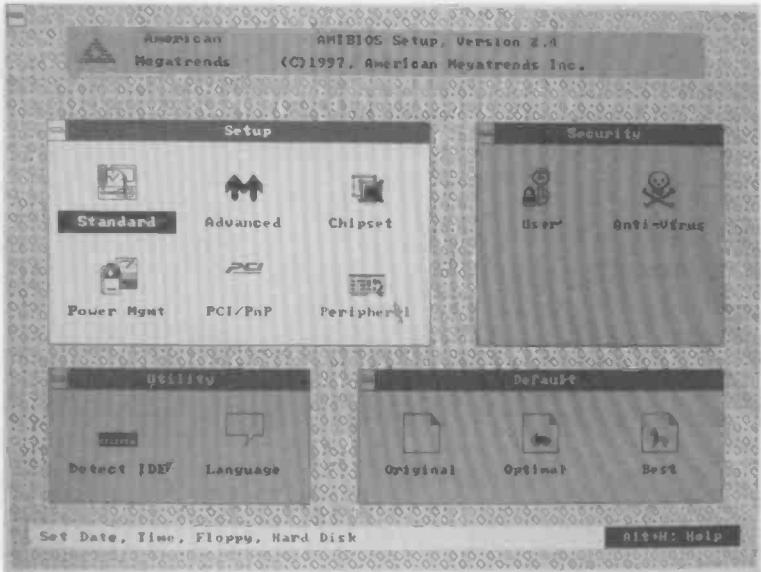 American
Megatrends
AMIBIOS Setup, Version 2.4
(C)1997, American Megatrends Inc.
Setup
Standard
Advanced
Chipset
Power Mgmt
PCI
PCI/PnP
Peripheral
Security
User
Anti-Virus
Utility
Detect IDE
Language
Default
Original
Optimal
Best
Set Date, Time, Floppy, Hard Disk
Alt+H: Help